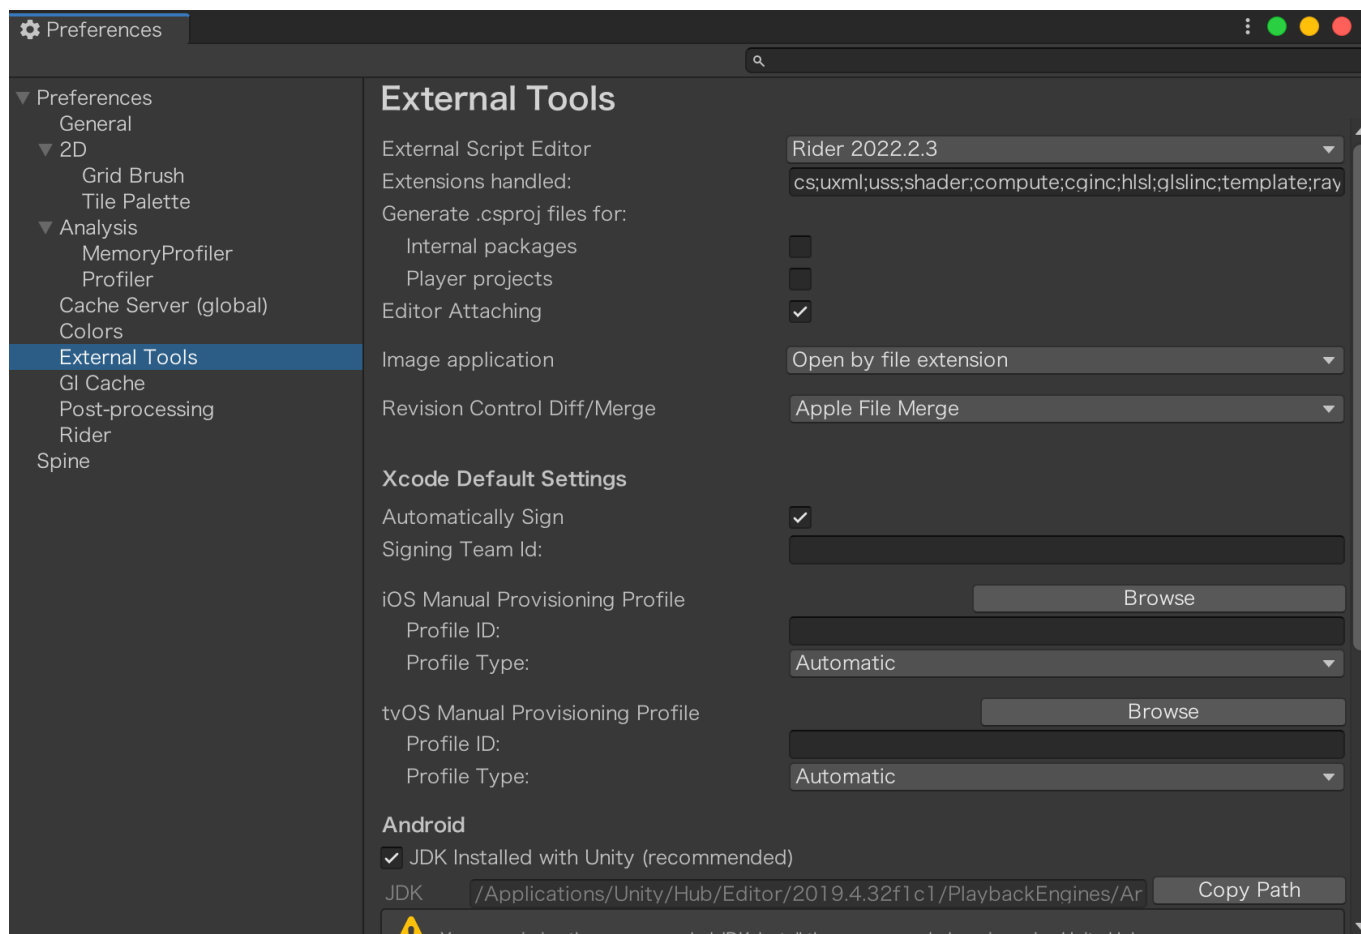 Preferences
Preferences
General
2D
Grid Brush
Tile Palette
Analysis
MemoryProfiler
Profiler
Cache Server (global)
Colors
External Tools
GI Cache
Post-processing
Rider
Spine
External Tools
External Script Editor
Rider 2022.2.3
Extensions handled:
cs;uxml;uss;shader;compute;cginc;hlsl;glslinc;template;ray
Generate .csproj files for:
Internal packages
Player projects
Editor Attaching
Image application
Open by file extension
Revision Control Diff/Merge
Apple File Merge
Xcode Default Settings
Automatically Sign
Signing Team Id:
iOS Manual Provisioning Profile
Browse
Profile ID:
Profile Type:
Automatic
tvOS Manual Provisioning Profile
Browse
Profile ID:
Profile Type:
Automatic
Android
JDK Installed with Unity (recommended)
JDK
/Applications/Unity/Hub/Editor/2019.4.32f1c1/PlaybackEngines/Ar
Copy Path